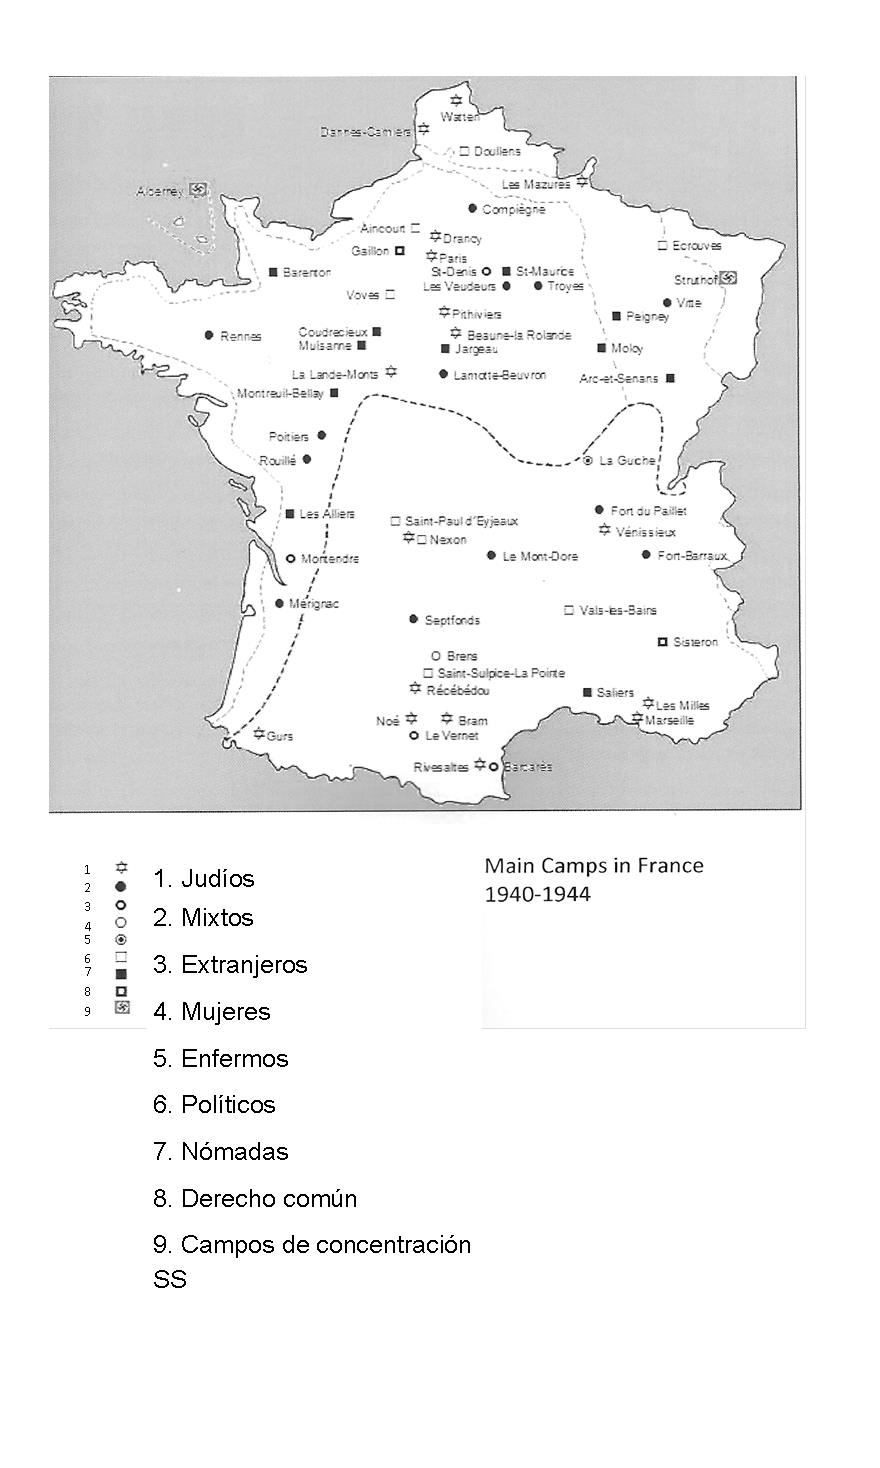 Watten
Dannes-Camiers
Doullens
Les Mazures
Alderney
Compiègne
Aincourt
Drancy
Ecrouves
Gaillon
Paris
St-Denis
St-Maurice
Struthof
Barenton
Les Veudeurs
Troyes
Voves
Vitte
Pithiviers
Peigney
Rennes
Coudrecieux
Beaune-la Rolande
Mulsanne
Jargeau
Moloy
La Lande-Monts
Lamotte-Beuvron
Arc-et-Senans
Montreuil-Bellay
Poitiers
Rouillé
La Guiche
Les Alliers
Saint-Paul d'Eyjeaux
Fort du Paillet
Nexon
Vénissieux
Montendre
Le Mont-Dore
Fort-Barraux
Mérignac
Septfonds
Vals-les-Bains
Sisteron
Brens
Saint-Sulpice-La Pointe
Récébédou
Saliers
Les Milles
Noé
Bram
Marseille
Gurs
Le Vernet
Rivesaltes
Barcarès
1
2
3
4
5
6
7
8
9
1. Judíos
2. Mixtos
3. Extranjeros
4. Mujeres
5. Enfermos
6. Políticos
7. Nómadas
8. Derecho común
9. Campos de concentración
SS
Main Camps in France
1940-1944